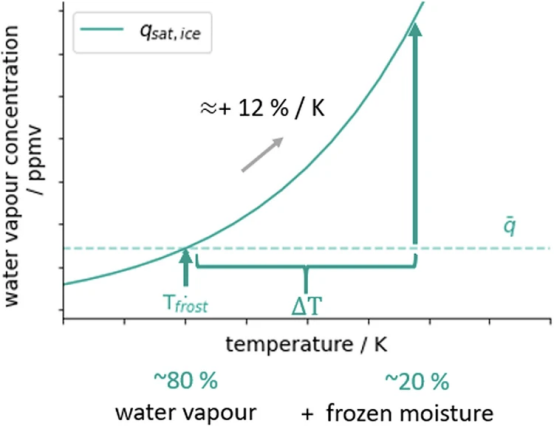 q_sat,ice
water vapour concentration
/ ppmv
≈+ 12 % / K
q̄
T_frost
ΔT
temperature / K
~80 % ~20 %
water vapour + frozen moisture